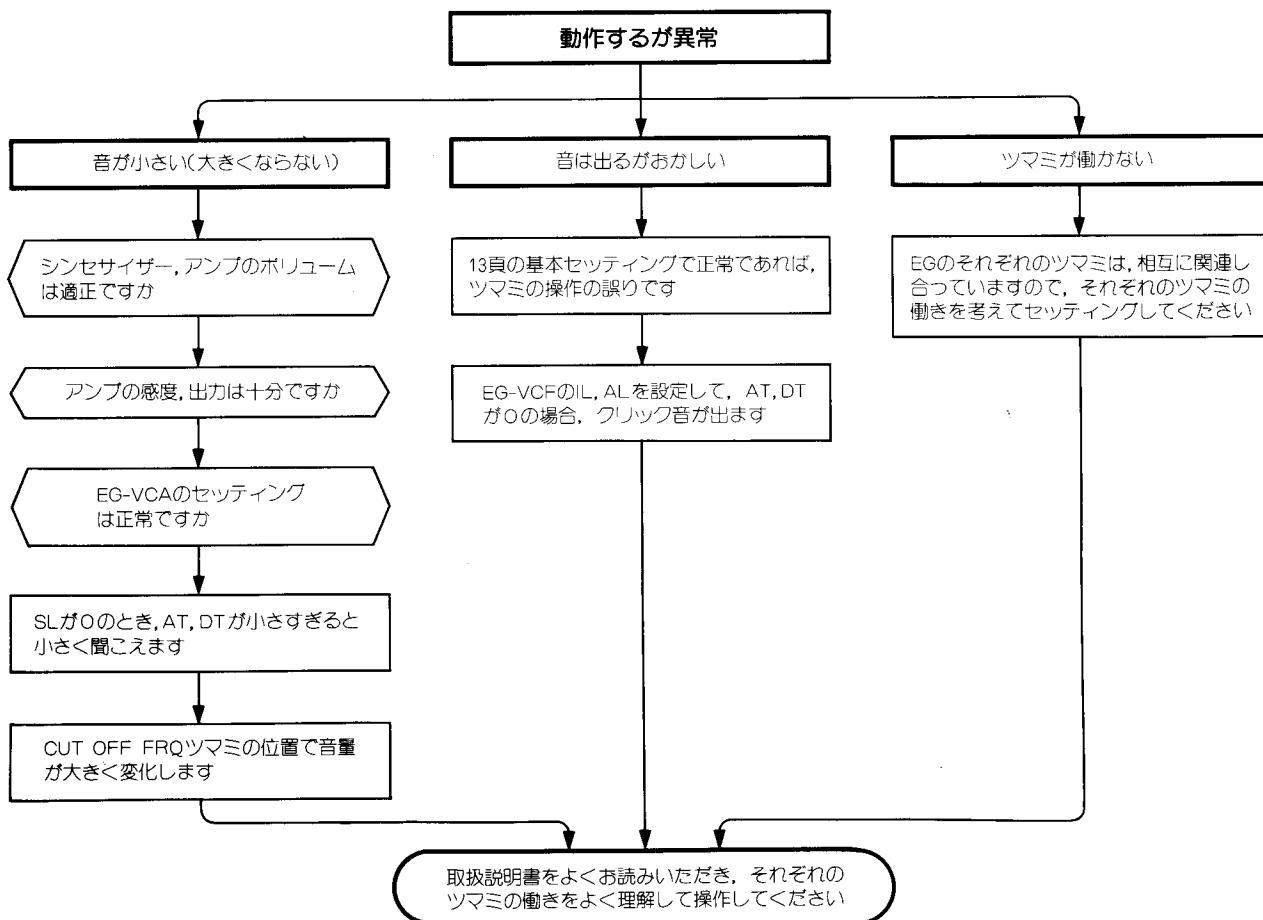 動作するが異常
音が小さい(大きくならない)
シンセサイザー,アンプのボリューム
は適正ですか
アンプの感度,出力は十分ですか
EG-VCAのセッティング
は正常ですか
SLが0のとき,AT,DTが小さすぎると
小さく聞こえます
CUT OFF FRQツマミの位置で音量
が大きく変化します
音は出るがおかしい
13頁の基本セッティングで正常であれば,
ツマミの操作の誤りです
EG-VCFのIL,ALを設定して, AT,DT
が0の場合, クリック音が出ます
ツマミが働かない
EGのそれぞれのツマミは,相互に関連し
合っていますので, それぞれのツマミの
働きを考えてセッティングしてください
取扱説明書をよくお読みいただき, それぞれの
ツマミの働きをよく理解して操作してください